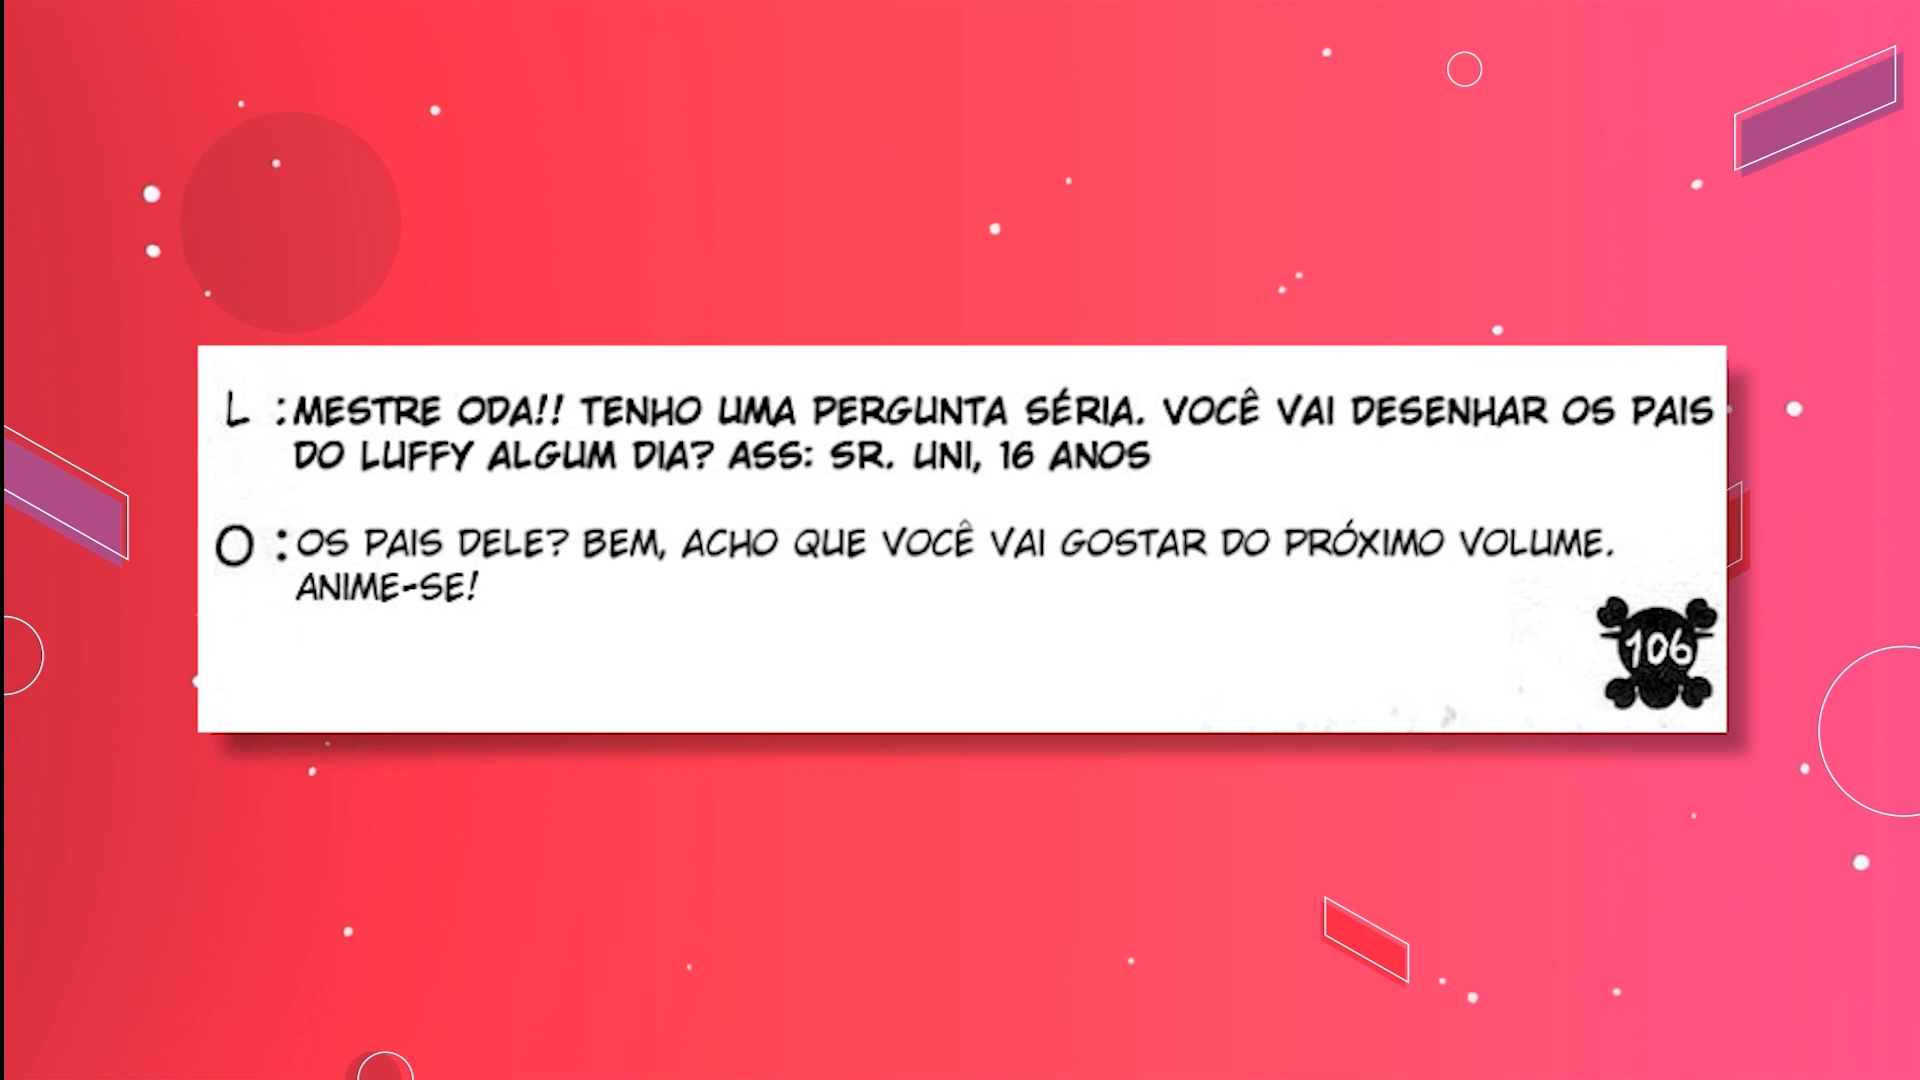 L : MESTRE ODA!! TENHO UMA PERGUNTA SÉRIA. VOCÊ VAI DESENHAR OS PAIS
DO LUFFY ALGUM DIA? ASS: SR. UNI, 16 ANOS
O : OS PAIS DELE? BEM, ACHO QUE VOCÊ VAI GOSTAR DO PRÓXIMO VOLUME.
ANIME-SE!
106